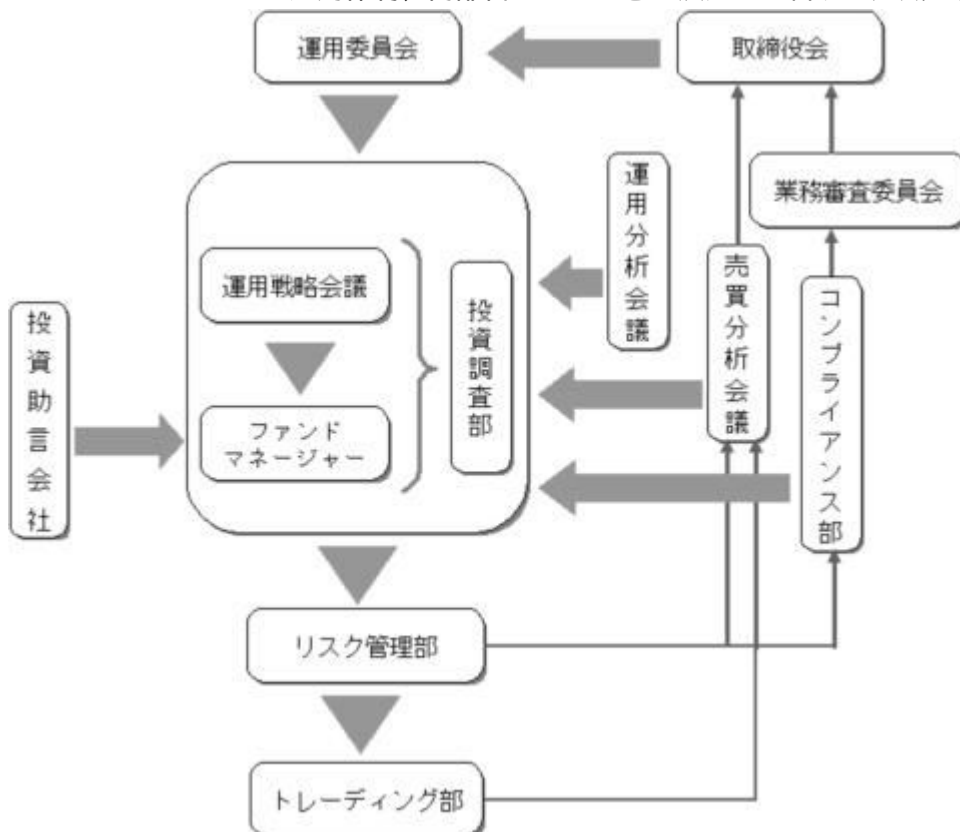 運用委員会
取締役会
運用分析会議
業務審査委員会
売買分析会議
コンプライアンス部
運用戦略会議
投資調査部
投資助言会社
ファンド
マネージャー
リスク管理部
トレーディング部